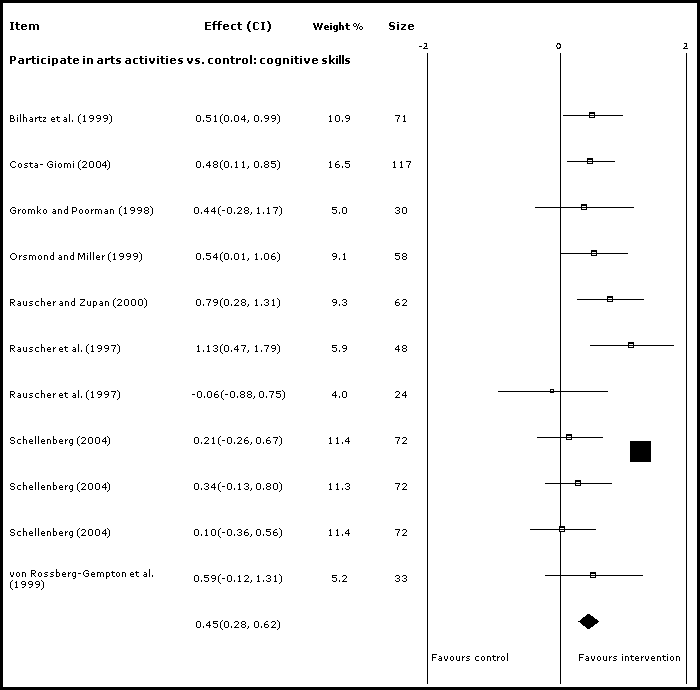 Item Effect (CI) Weight % Size
-2 0 2
Participate in arts activities vs. control: cognitive skills
Bilhartz et al. (1999) 0.51(0.04, 0.99) 10.9 71
Costa- Giomi (2004) 0.48(0.11, 0.85) 16.5 117
Gromko and Poorman (1998) 0.44(-0.28, 1.17) 5.0 30
Orsmond and Miller (1999) 0.54(0.01, 1.06) 9.1 58
Rauscher and Zupan (2000) 0.79(0.28, 1.31) 9.3 62
Rauscher et al. (1997) 1.13(0.47, 1.79) 5.9 48
Rauscher et al. (1997) -0.06(-0.88, 0.75) 4.0 24
Schellenberg (2004) 0.21(-0.26, 0.67) 11.4 72
Schellenberg (2004) 0.34(-0.13, 0.80) 11.3 72
Schellenberg (2004) 0.10(-0.36, 0.56) 11.4 72
von Rossberg-Gempton et al.
(1999) 0.59(-0.12, 1.31) 5.2 33
0.45(0.28, 0.62)
Favours control Favours intervention